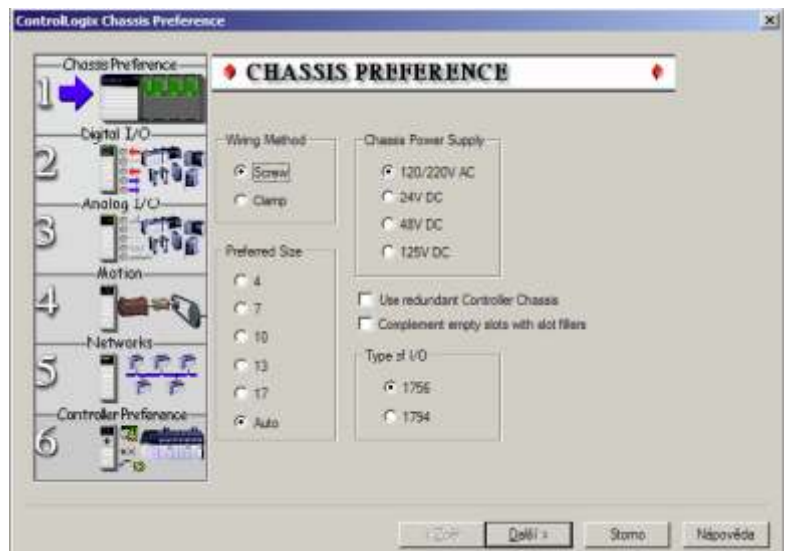 ControlLogix Chassis Preference
Chassis Preference
1
Digital I/O
2
Analog I/O
3
Motion
4
Networks
5
Controller Preference
6
CHASSIS PREFERENCE
Wiring Method
Screw
Clamp
Chassis Power Supply
120/220V AC
24V DC
48V DC
125V DC
Preferred Size
4
7
10
13
17
Auto
Use redundant Controller Chassis
Complement empty slots with slot fillers
Type of I/O
1756
1794
< Zpět
Další >
Storno
Nápověda